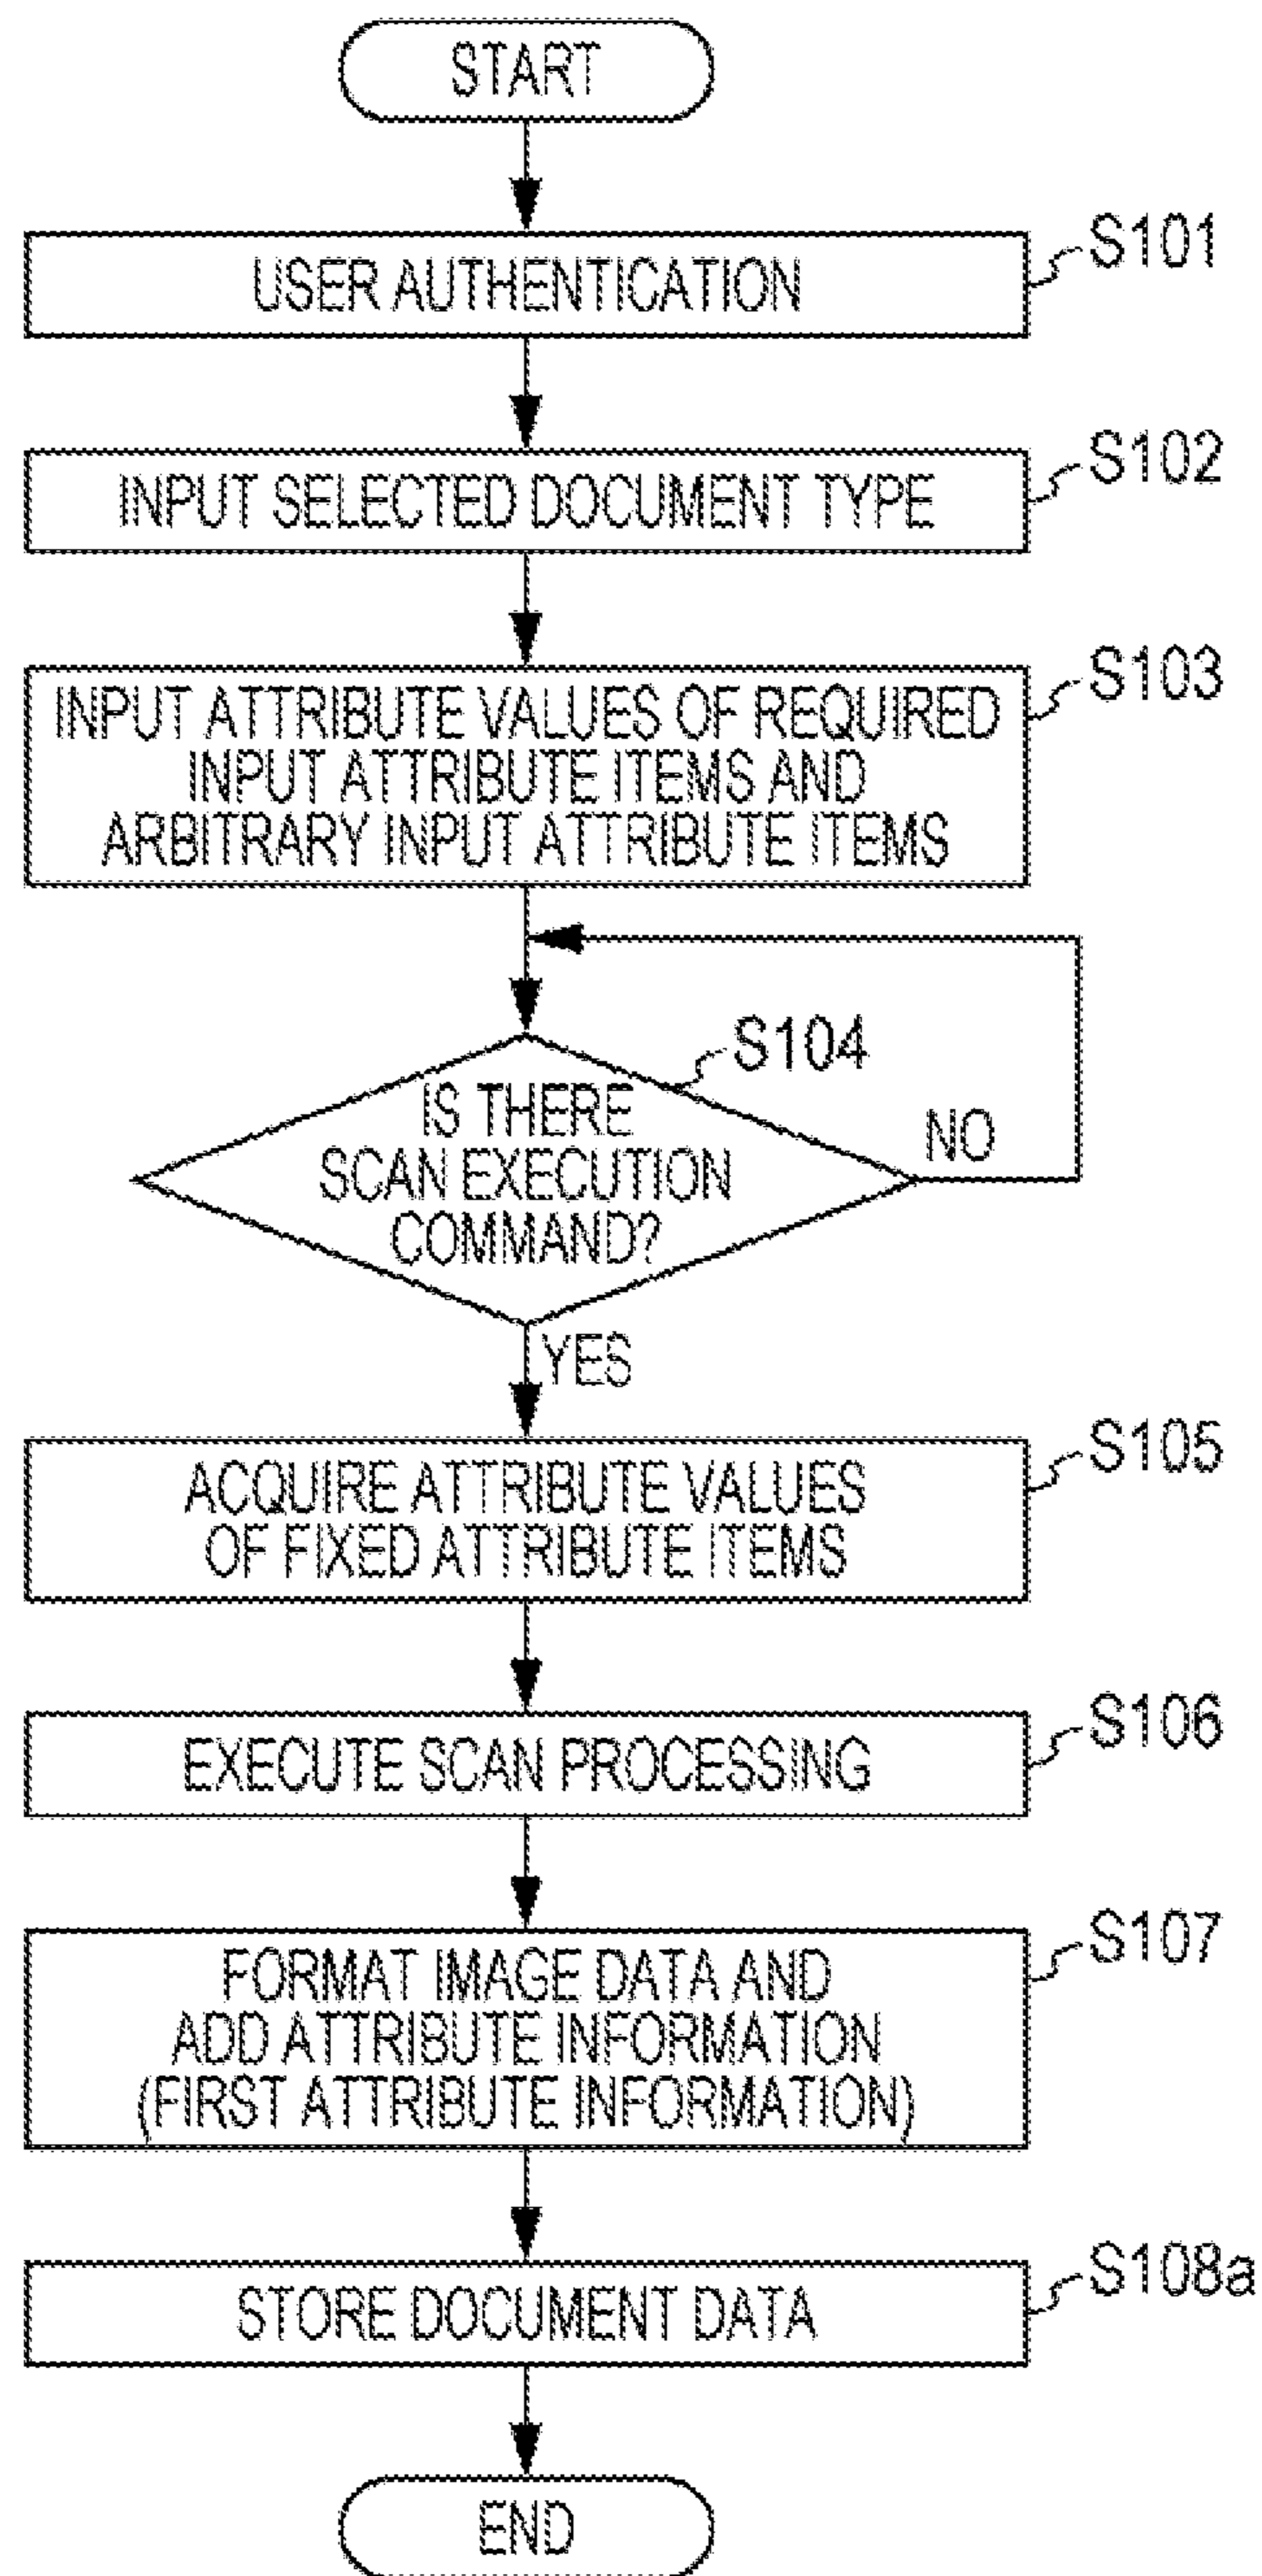 START
S101
USER AUTHENTICATION
S102
INPUT SELECTED DOCUMENT TYPE
S103
INPUT ATTRIBUTE VALUES OF REQUIRED
INPUT ATTRIBUTE ITEMS AND
ARBITRARY INPUT ATTRIBUTE ITEMS
S104
IS THERE
SCAN EXECUTION
COMMAND?
NO
YES
S105
ACQUIRE ATTRIBUTE VALUES
OF FIXED ATTRIBUTE ITEMS
S106
EXECUTE SCAN PROCESSING
S107
FORMAT IMAGE DATA AND
ADD ATTRIBUTE INFORMATION
(FIRST ATTRIBUTE INFORMATION)
S108a
STORE DOCUMENT DATA
END